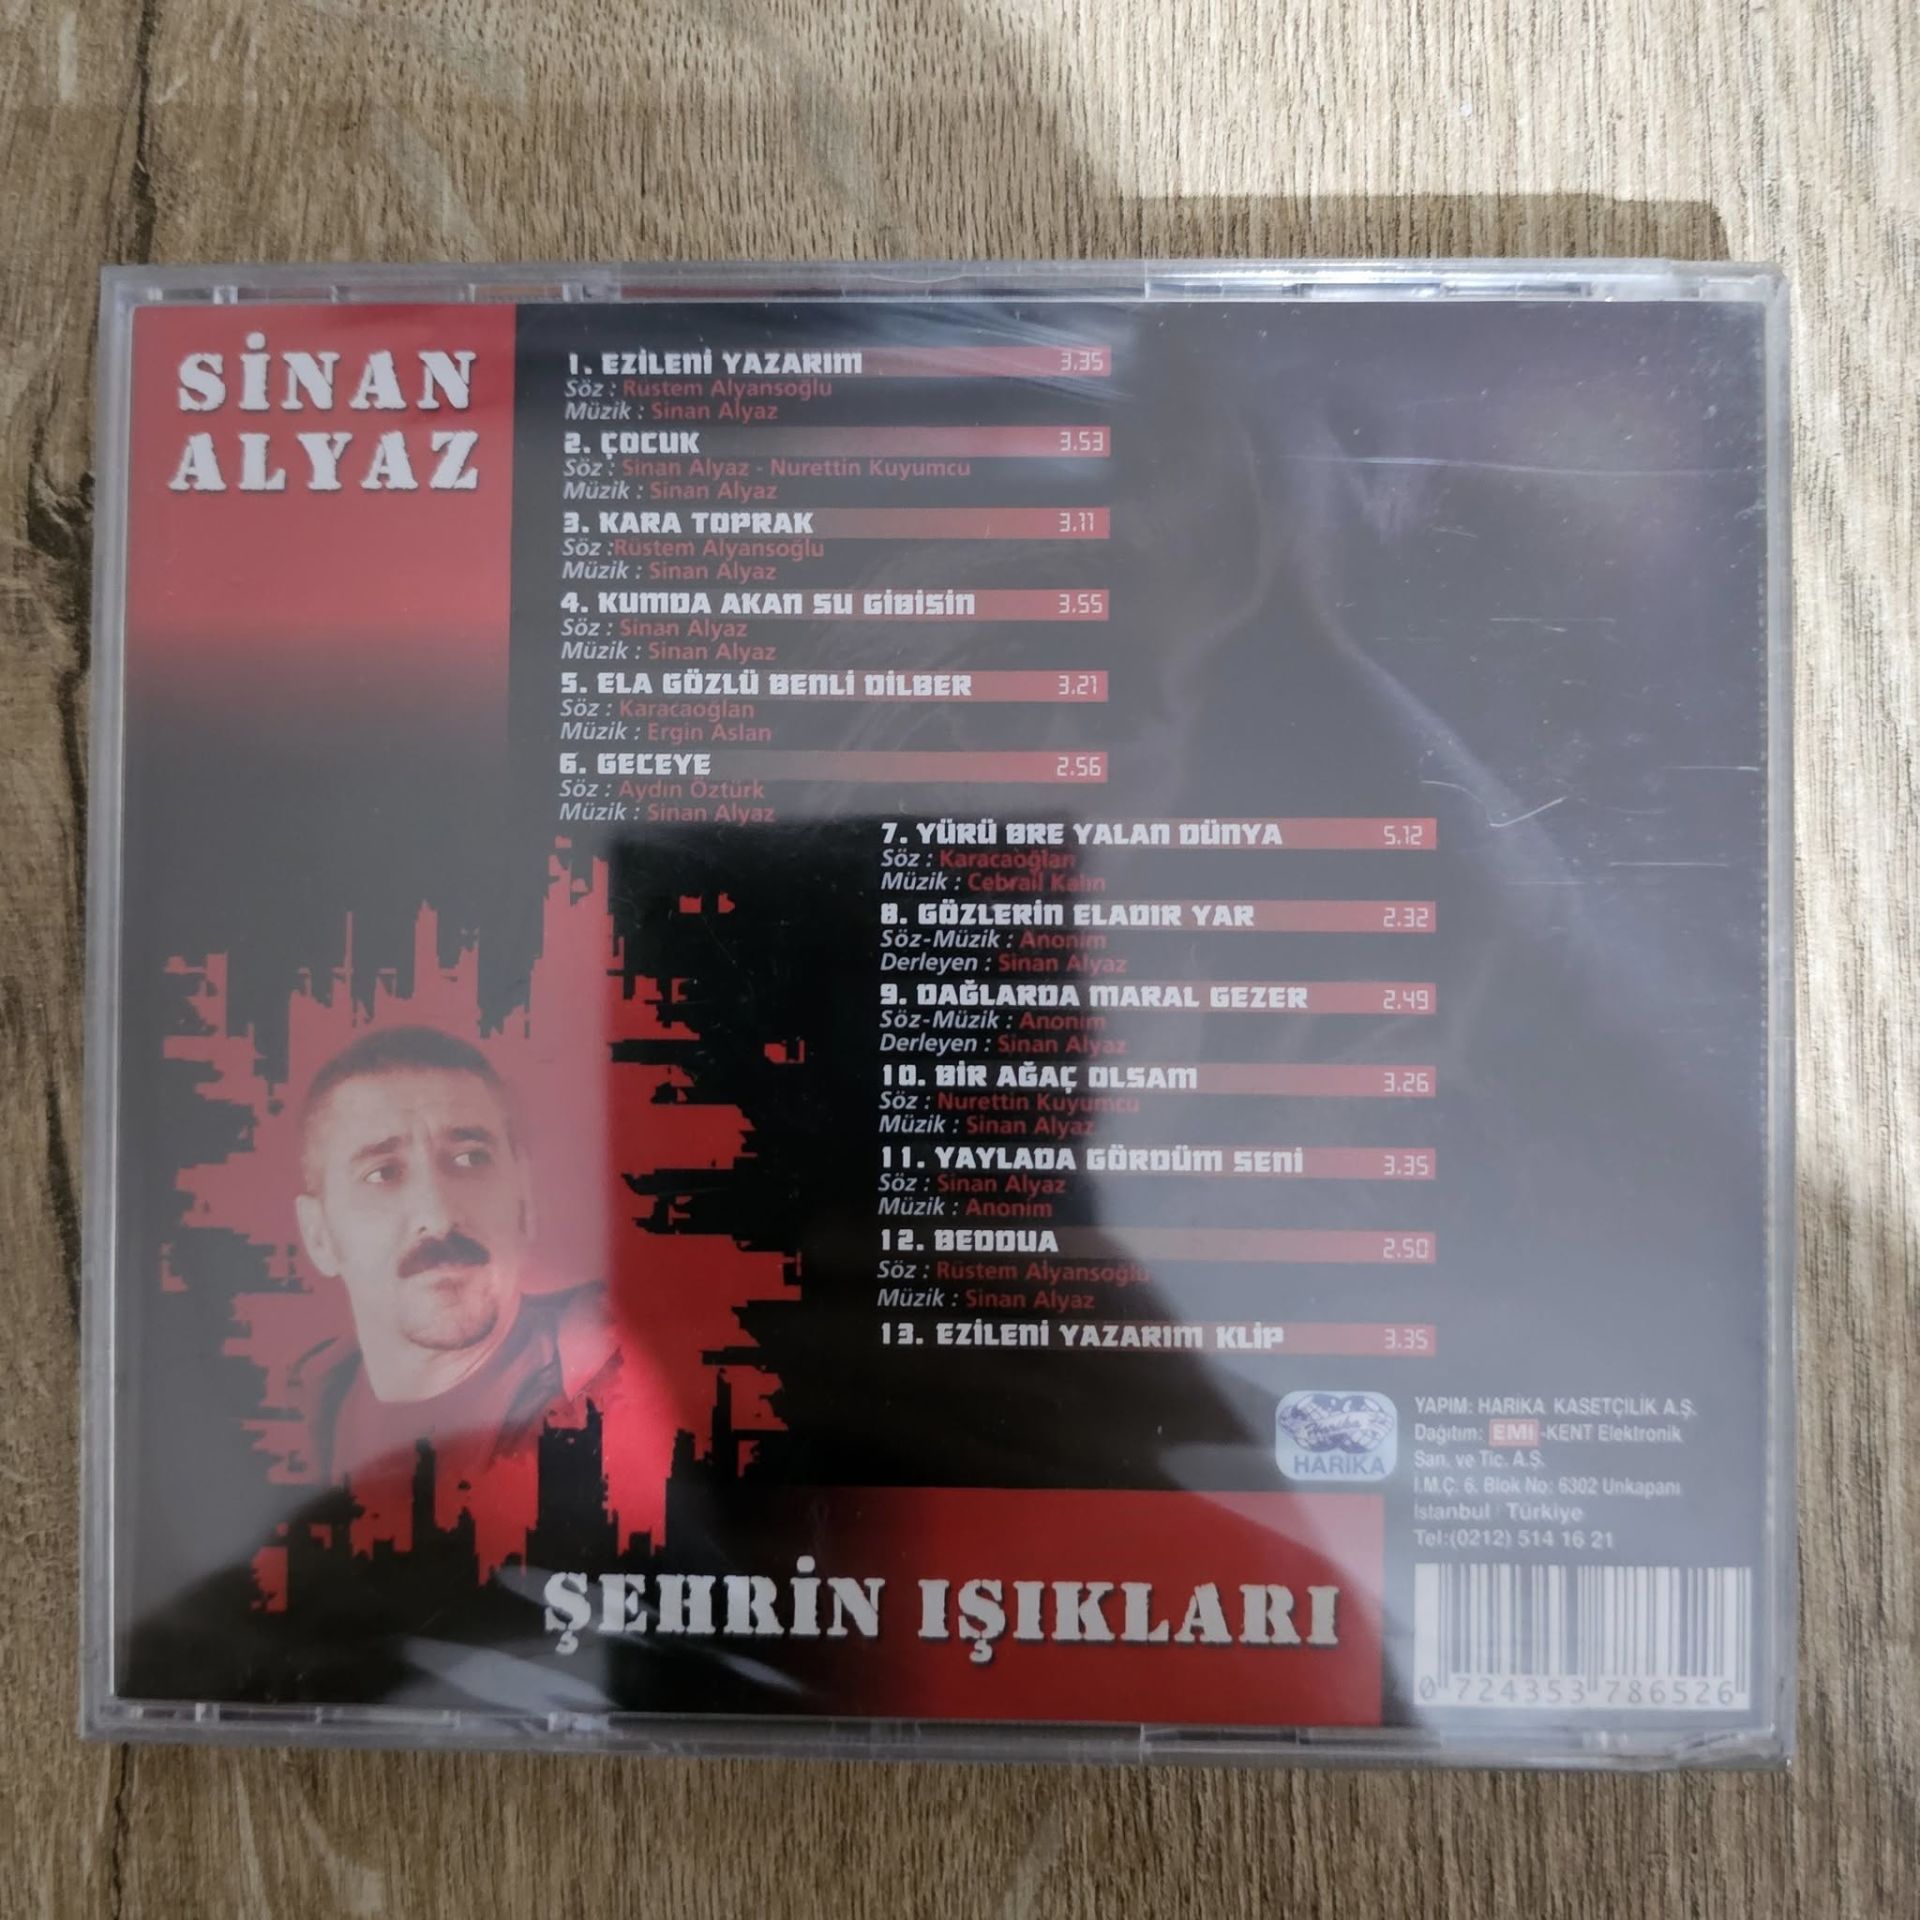 SİNAN
ALYAZ
1. EZİLENİ YAZARIM 3.35
Söz : Rüstem Alyansoğlu
Müzik : Sinan Alyaz
2. ÇOCUK 3.53
Söz : Sinan Alyaz - Nurettin Kuyumcu
Müzik : Sinan Alyaz
3. KARA TOPRAK 3.11
Söz :Rüstem Alyansoğlu
Müzik : Sinan Alyaz
4. KUMDA AKAN SU GİBİSİN 3.55
Söz : Sinan Alyaz
Müzik : Sinan Alyaz
5. ELA GÖZLÜ BENLİ DİLBER 3.21
Söz : Karacaoğlan
Müzik : Ergin Aslan
6. GECEYE 2.56
Söz : Aydın Öztürk
Müzik : Sinan Alyaz
7. YÜRÜ BRE YALAN DÜNYA 5.12
Söz : Karacaoğlan
Müzik : Cebrail Kalın
8. GÖZLERİN ELADIR YAR 2.32
Söz-Müzik : Anonim
Derleyen : Sinan Alyaz
9. DAĞLARDA MARAL GEZER 2.49
Söz-Müzik : Anonim
Derleyen : Sinan Alyaz
10. BİR AĞAÇ OLSAM 3.26
Söz : Nurettin Kuyumcu
Müzik : Sinan Alyaz
11. YAYLADA GÖRDÜM SENİ 3.35
Söz : Sinan Alyaz
Müzik : Anonim
12. BEDDUA 2.50
Söz : Rüstem Alyansoğlu
Müzik : Sinan Alyaz
13. EZİLENİ YAZARIM KLİP 3.35
HARİKA
YAPIM: HARİKA KASETÇİLİK A.Ş.
Dağıtım: EMI -KENT Elektronik
San. ve Tic. A.Ş.
İ.M.Ç. 6. Blok No: 6302 Unkapanı
İstanbul Türkiye
Tel:(0212) 514 16 21
ŞEHRİN IŞIKLARI
0 724353 786526